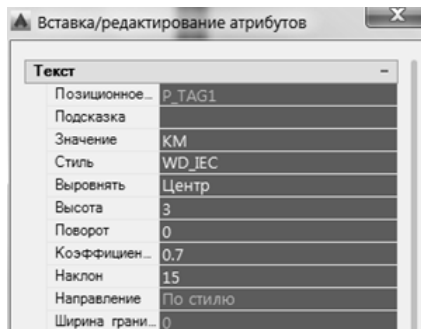 Вставка/редактирование атрибутов
Текст
Позиционное... P_TAG1
Подсказка
Значение КМ
Стиль WD_IEC
Выровнять Центр
Высота 3
Поворот 0
Коэффициен... 0.7
Наклон 15
Направление По стилю
Ширина грани... 0